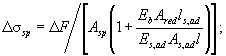 Δσ_sp = ΔF / [ A_sp ( 1 + (E_b A_red l_s,ad) / (E_s,ad A_s,ad l) ) ];